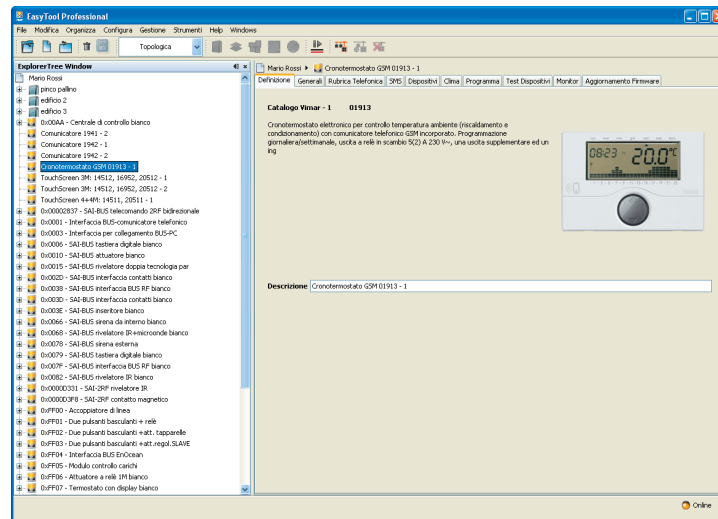 EasyTool Professional
File Modifica Organizza Configura Gestione Strumenti Help Windows
Topologica
ExplorerTree Window
Mario Rossi
pinco pallino
edificio 2
edificio 3
0x00AA - Centrale di controllo bianco
Comunicatore 1941 - 2
Comunicatore 1942 - 1
Comunicatore 1942 - 2
Cronotermostato GSM 01913 - 1
TouchScreen 3M: 14512, 16952, 20512 - 1
TouchScreen 3M: 14512, 16952, 20512 - 2
TouchScreen 4+4M: 14511, 20511 - 1
0x00002837 - SAI-BUS telecomando 2RF bidirezionale
0x0001 - Interfaccia BUS-comunicatore telefonico
0x0003 - Interfaccia per collegamento BUS-PC
0x0006 - SAI-BUS tastiera digitale bianco
0x0010 - SAI-BUS attuatore bianco
0x0015 - SAI-BUS rivelatore doppia tecnologia par
0x002D - SAI-BUS interfaccia contatti bianco
0x0038 - SAI-BUS interfaccia BUS RF bianco
0x003D - SAI-BUS interfaccia contatti bianco
0x003E - SAI-BUS inseritore bianco
0x0066 - SAI-BUS sirena da interno bianco
0x0068 - SAI-BUS rivelatore IR+microonde bianco
0x0078 - SAI-BUS sirena esterna
0x0079 - SAI-BUS tastiera digitale bianco
0x007F - SAI-BUS interfaccia BUS RF bianco
0x0082 - SAI-BUS rivelatore IR bianco
0x0000D331 - SAI-2RF rivelatore IR
0x0000D3F8 - SAI-2RF contatto magnetico
0xFF00 - Accoppiatore di linea
0xFF01 - Due pulsanti basculanti + relè
0xFF02 - Due pulsanti basculanti +att. tapparelle
0xFF03 - Due pulsanti basculanti +att.regol.SLAVE
0xFF04 - Interfaccia BUS EnOcean
0xFF05 - Modulo controllo carichi
0xFF06 - Attuatore a relè 1M bianco
0xFF07 - Termostato con display bianco
Mario Rossi Cronotermostato GSM 01913 - 1
Definizione Generali Rubrica Telefonica SMS Dispositivi Clima Programma Test Dispositivi Monitor Aggiornamento Firmware
Catalogo Vimar - 1 01913
Cronotermostato elettronico per controllo temperatura ambiente (riscaldamento e
condizionamento) con comunicatore telefonico GSM incorporato. Programmazione
giornaliera/settimanale, uscita a relè in scambio 5(2) A 230 V~, una uscita supplementare ed un
ing
08:23 20.0°C
Descrizione Cronotermostato GSM 01913 - 1
Online